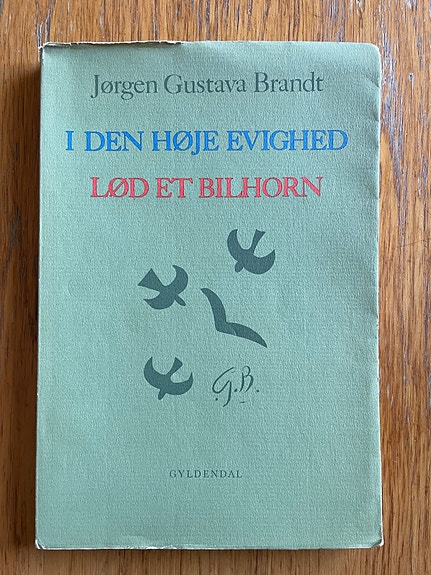 Jørgen Gustava Brandt
I DEN HØJE EVIGHED
LØD ET BILHORN
G.B.
GYLDENDAL